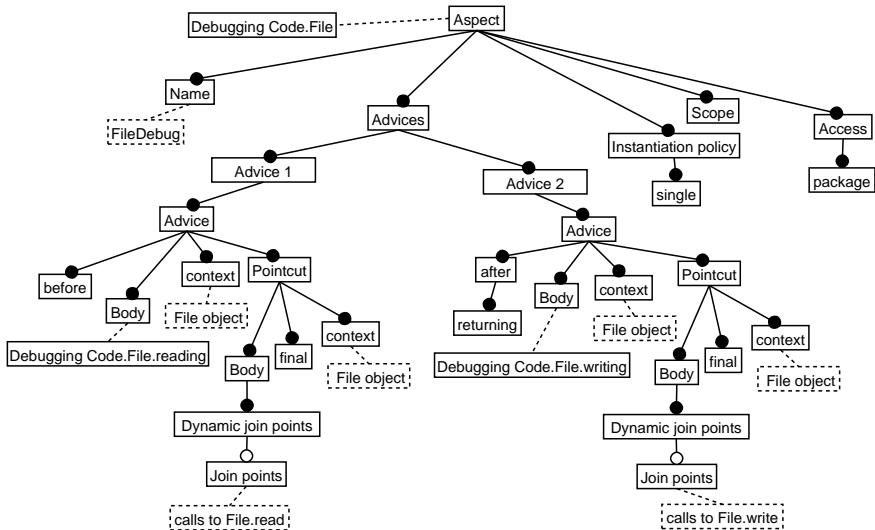 Debugging Code.File
Aspect
Name
Scope
FileDebug
Advices
Access
Instantiation policy
Advice 1
Advice 2
single
package
Advice
Advice
before
context
Pointcut
after
context
Pointcut
Body
File object
Body
returning
File object
Debugging Code.File.reading
final
context
Debugging Code.File.writing
final
context
Body
File object
Body
File object
Dynamic join points
Dynamic join points
Join points
Join points
calls to File.read
calls to File.write